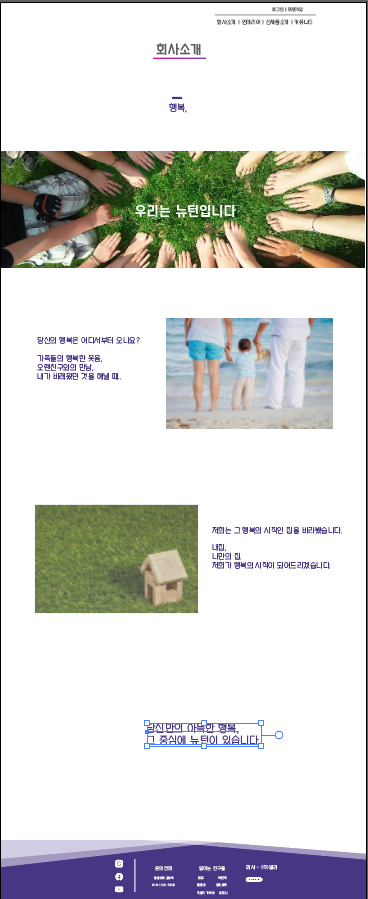 로그인 | 회원가입
회사소개 | 인테리어 | 신제품소개 | 커뮤니티
회사소개
행복,
우리는 뉴턴입니다
당신의 행복은 어디서부터 오나요?
가족들의 행복한 웃음,
오랜친구와의 만남,
내가 바래왔던 것을 해낼 때..
저희는 그 행복의 시작인 집을 바라봤습니다.
내집,
나만의 집.
저희가 행복의 시작이 되어드리겠습니다.
당신만의 아늑한 행복,
그 중심에 뉴턴이 있습니다
문의전화